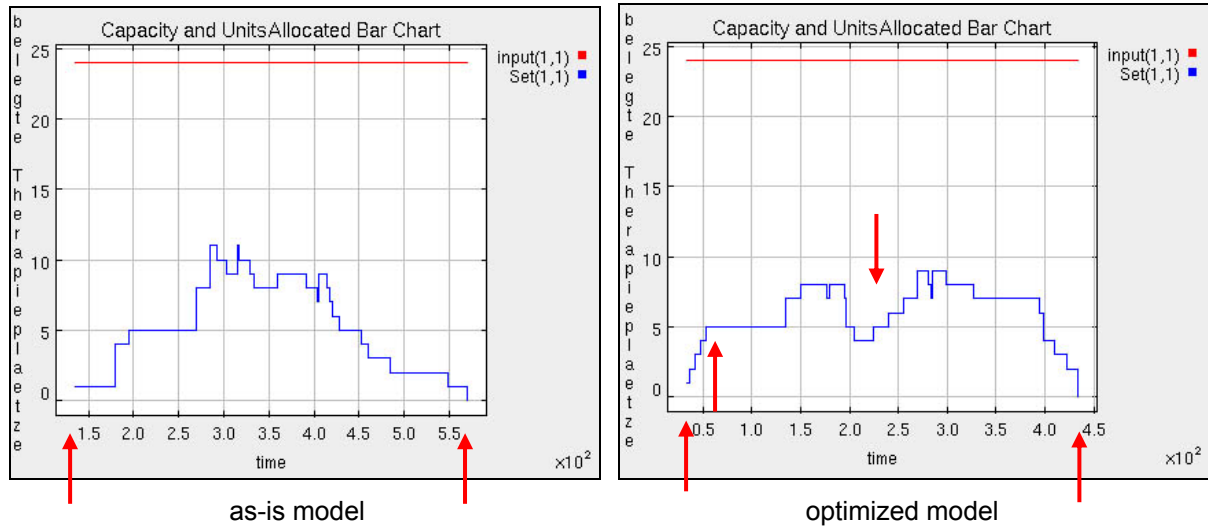 Capacity and UnitsAllocated Bar Chart
belegte Therapieplaetze
input(1,1)
Set(1,1)
25
20
15
10
5
0
1.5 2.0 2.5 3.0 3.5 4.0 4.5 5.0 5.5
time
×10²
as-is model
Capacity and UnitsAllocated Bar Chart
belegte Therapieplaetze
input(1,1)
Set(1,1)
25
20
15
10
5
0
0.5 1.0 1.5 2.0 2.5 3.0 3.5 4.0 4.5
time
×10²
optimized model